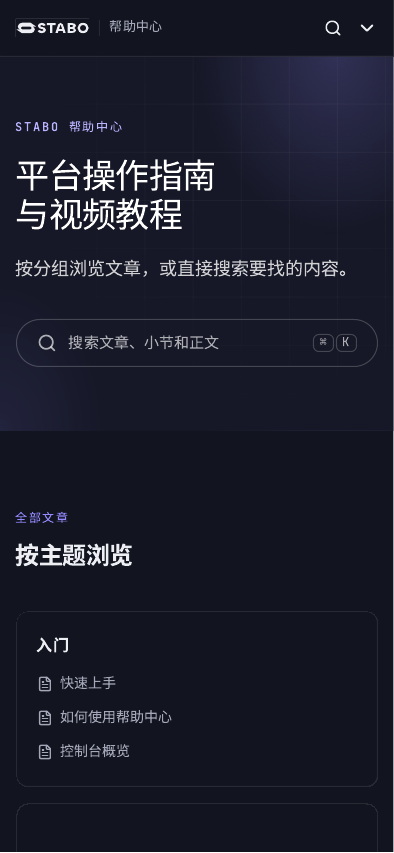 STABO 帮助中心
STABO 帮助中心
平台操作指南
与视频教程
按分组浏览文章，或直接搜索要找的内容。
搜索文章、小节和正文 ⌘ K
全部文章
按主题浏览
入门
快速上手
如何使用帮助中心
控制台概览